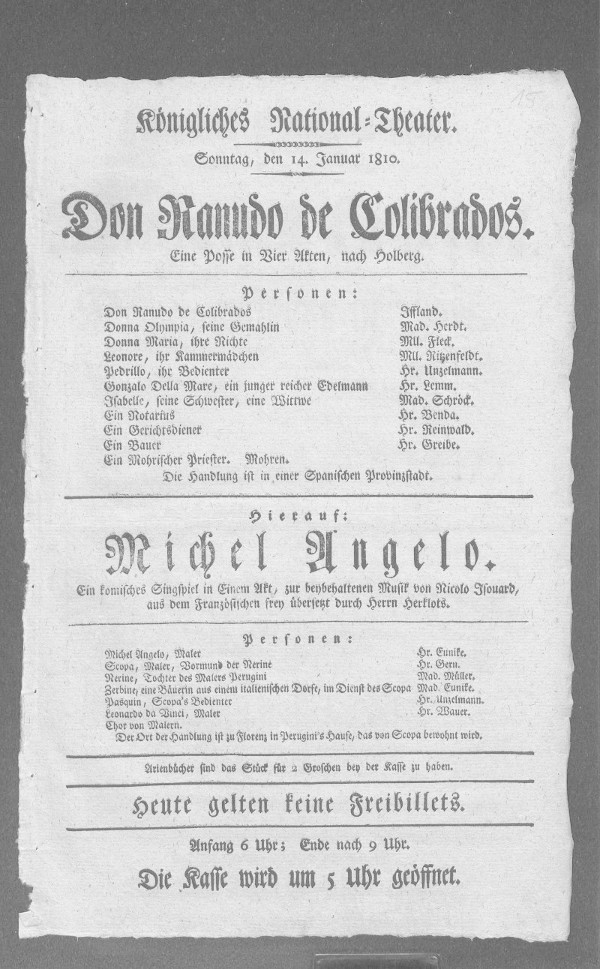 15
Königliches National-Theater.
Sonntag, den 14. Januar 1810.
Don Ranudo de Colibrados.
Eine Posse in Vier Akten, nach Holberg.
Personen:
Don Ranudo de Colibrados Iffland.
Donna Olympia, seine Gemahlin Mad. Herdt.
Donna Maria, ihre Nichte Mll. Fleck.
Leonore, ihr Kammermädchen Mll. Ritzenfeldt.
Pedrillo, ihr Bedienter Hr. Unzelmann.
Gonzalo Della Mare, ein junger reicher Edelmann Hr. Lemm.
Isabelle, seine Schwester, eine Wittwe Mad. Schröck.
Ein Notarius Hr. Benda.
Ein Gerichtsdiener Hr. Reinwald.
Ein Bauer Hr. Greibe.
Ein Mohrischer Priester. Mohren.
Die Handlung ist in einer Spanischen Provinzstadt.
Hierauf:
Michel Angelo.
Ein komisches Singspiel in Einem Akt, zur beybehaltenen Musik von Nicolo Isouard,
aus dem Französischen frey übersetzt durch Herrn Herklots.
Personen:
Michel Angelo, Maler Hr. Eunike.
Scopa, Maler, Vormund der Nerine Hr. Gern.
Nerine, Tochter des Malers Perugini Mad. Müller.
Zerbine, eine Bäuerin aus einem italienischen Dorfe, im Dienst des Scopa Mad. Eunike.
Pasquin, Scopa's Bedienter Hr. Unzelmann.
Leonardo da Vinci, Maler Hr. Wauer.
Chor von Malern.
Der Ort der Handlung ist zu Florenz in Perugini's Hause, das von Scopa bewohnt wird.
Arienbücher sind das Stück für 2 Groschen bey der Kasse zu haben.
Heute gelten keine Freibillets.
Anfang 6 Uhr; Ende nach 9 Uhr.
Die Kasse wird um 5 Uhr geöffnet.